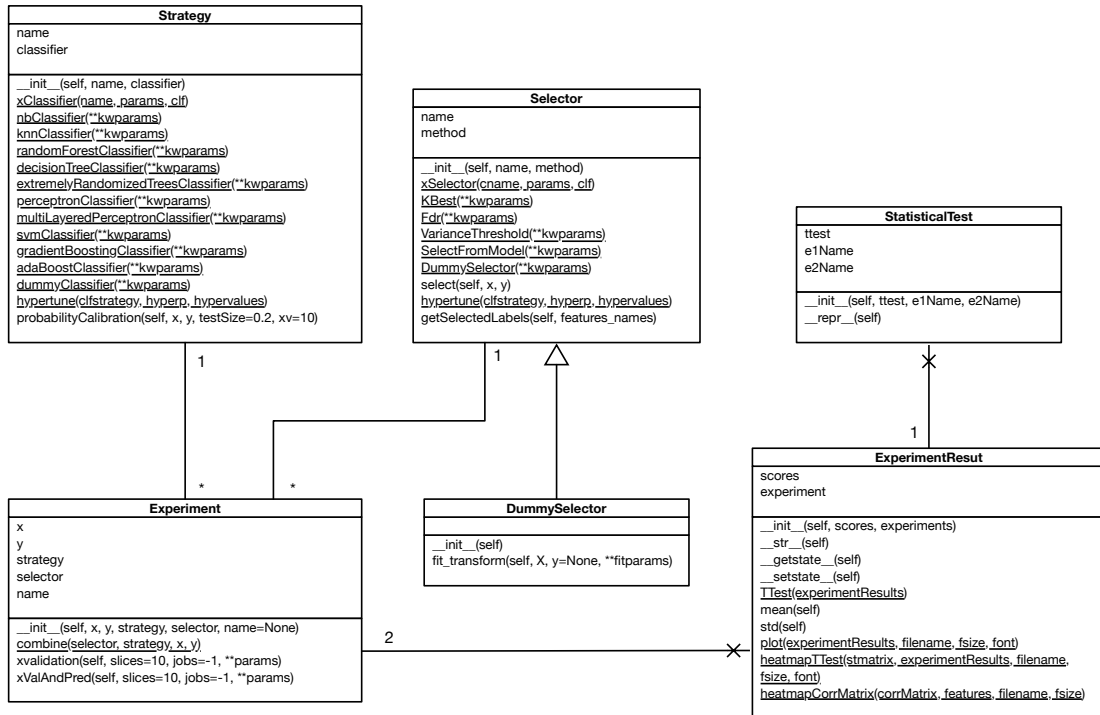 Strategy
name
classifier
__init__(self, name, classifier)
xClassifier(name, params, clf)
nbClassifier(**kwparams)
knnClassifier(**kwparams)
randomForestClassifier(**kwparams)
decisionTreeClassifier(**kwparams)
extremelyRandomizedTreesClassifier(**kwparams)
perceptronClassifier(**kwparams)
multiLayeredPerceptronClassifier(**kwparams)
svmClassifier(**kwparams)
gradientBoostingClassifier(**kwparams)
adaBoostClassifier(**kwparams)
dummyClassifier(**kwparams)
hypertune(clfstrategy, hyperp, hypervalues)
probabilityCalibration(self, x, y, testSize=0.2, xv=10)
Selector
name
method
__init__(self, name, method)
xSelector(cname, params, clf)
KBest(**kwparams)
Fdr(**kwparams)
VarianceThreshold(**kwparams)
SelectFromModel(**kwparams)
DummySelector(**kwparams)
select(self, x, y)
hypertune(clfstrategy, hyperp, hypervalues)
getSelectedLabels(self, features_names)
StatisticalTest
ttest
e1Name
e2Name
__init__(self, ttest, e1Name, e2Name)
__repr__(self)
1
1
1
*
*
Experiment
x
y
strategy
selector
name
__init__(self, x, y, strategy, selector, name=None)
combine(selector, strategy, x, y)
xvalidation(self, slices=10, jobs=-1, **params)
xValAndPred(self, slices=10, jobs=-1, **params)
DummySelector
__init__(self)
fit_transform(self, X, y=None, **fitparams)
2
ExperimentResut
scores
experiment
__init__(self, scores, experiments)
__str__(self)
__getstate__(self)
__setstate__(self)
TTest(experimentResults)
mean(self)
std(self)
plot(experimentResults, filename, fsize, font)
heatmapTTest(stmatrix, experimentResults, filename,
fsize, font)
heatmapCorrMatrix(corrMatrix, features, filename, fsize)